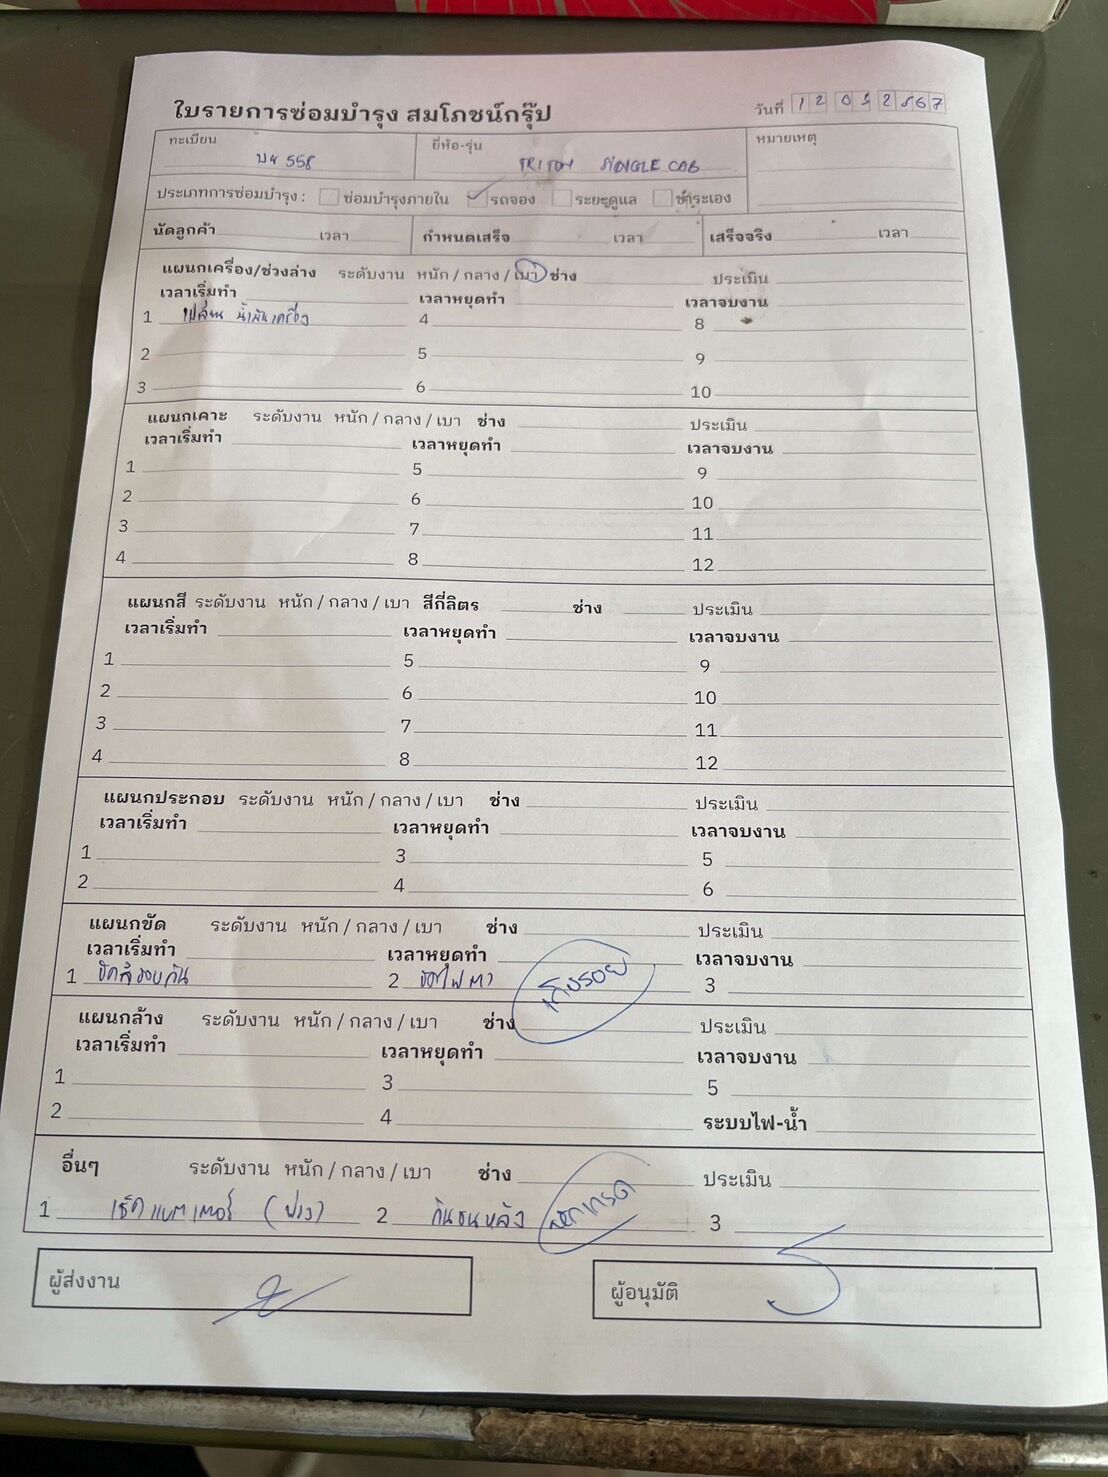 ใบรายการซ่อมบำรุง สมโภชน์กรุ๊ป วันที่ 12 03 2567
ทะเบียน ยี่ห้อ-รุ่น หมายเหตุ
558 TRITON SINGLE CAB
ประเภทการซ่อมบำรุง : ซ่อมบำรุงภายใน รถจอง ระยะดูแล ชำระเอง
นัดลูกค้า เวลา กำหนดเสร็จ เวลา เสร็จจริง เวลา
แผนกเครื่อง/ช่วงล่าง ระดับงาน หนัก / กลาง / เบา ช่าง ประเมิน
เวลาเริ่มทำ เวลาหยุดทำ เวลาจบงาน
1 เปลี่ยน น้ำมันเครื่อง 4 8
2 5 9
3 6 10
แผนกเคาะ ระดับงาน หนัก / กลาง / เบา ช่าง ประเมิน
เวลาเริ่มทำ เวลาหยุดทำ เวลาจบงาน
1 5 9
2 6 10
3 7 11
4 8 12
แผนกสี ระดับงาน หนัก / กลาง / เบา สีกี่ลิตร ช่าง ประเมิน
เวลาเริ่มทำ เวลาหยุดทำ เวลาจบงาน
1 5 9
2 6 10
3 7 11
4 8 12
แผนกประกอบ ระดับงาน หนัก / กลาง / เบา ช่าง ประเมิน
เวลาเริ่มทำ เวลาหยุดทำ เวลาจบงาน
1 3 5
2 4 6
แผนกขัด ระดับงาน หนัก / กลาง / เบา ช่าง ประเมิน
เวลาเริ่มทำ เวลาหยุดทำ เวลาจบงาน
1 ขัดสีรอบคัน 2 ขัดไฟตา เก็บรอย 3
แผนกล้าง ระดับงาน หนัก / กลาง / เบา ช่าง ประเมิน
เวลาเริ่มทำ เวลาหยุดทำ เวลาจบงาน
1 3 5
2 4 ระบบไฟ-น้ำ
อื่นๆ ระดับงาน หนัก / กลาง / เบา ช่าง ประเมิน
1 เช็คแบตเตอร์ (ฟรี) 2 กันชนหลัง 3
ผู้ส่งงาน ผู้อนุมัติ